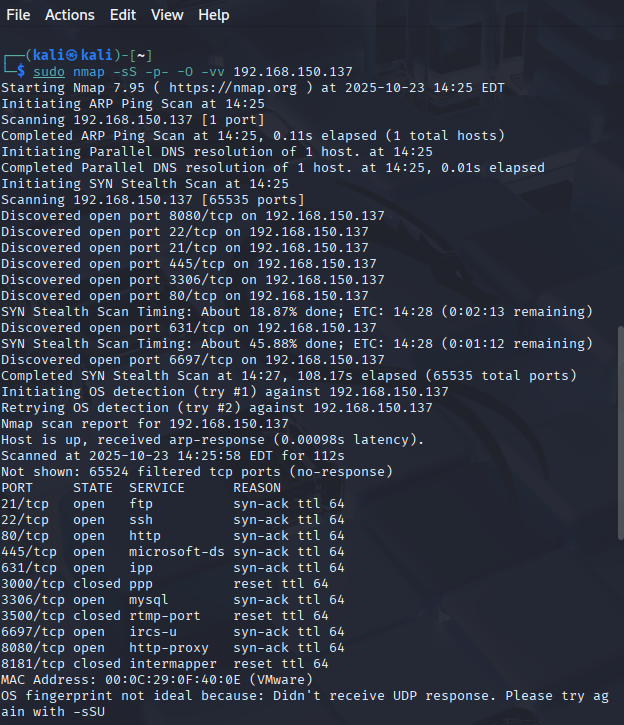 File Actions Edit View Help
┌──(kali㉿kali)-[~]
└─$ sudo nmap -sS -p- -O -vv 192.168.150.137
Starting Nmap 7.95 ( https://nmap.org ) at 2025-10-23 14:25 EDT
Initiating ARP Ping Scan at 14:25
Scanning 192.168.150.137 [1 port]
Completed ARP Ping Scan at 14:25, 0.11s elapsed (1 total hosts)
Initiating Parallel DNS resolution of 1 host. at 14:25
Completed Parallel DNS resolution of 1 host. at 14:25, 0.01s elapsed
Initiating SYN Stealth Scan at 14:25
Scanning 192.168.150.137 [65535 ports]
Discovered open port 8080/tcp on 192.168.150.137
Discovered open port 22/tcp on 192.168.150.137
Discovered open port 21/tcp on 192.168.150.137
Discovered open port 445/tcp on 192.168.150.137
Discovered open port 3306/tcp on 192.168.150.137
Discovered open port 80/tcp on 192.168.150.137
SYN Stealth Scan Timing: About 18.87% done; ETC: 14:28 (0:02:13 remaining)
Discovered open port 631/tcp on 192.168.150.137
SYN Stealth Scan Timing: About 45.88% done; ETC: 14:28 (0:01:12 remaining)
Discovered open port 6697/tcp on 192.168.150.137
Completed SYN Stealth Scan at 14:27, 108.17s elapsed (65535 total ports)
Initiating OS detection (try #1) against 192.168.150.137
Retrying OS detection (try #2) against 192.168.150.137
Nmap scan report for 192.168.150.137
Host is up, received arp-response (0.00098s latency).
Scanned at 2025-10-23 14:25:58 EDT for 112s
Not shown: 65524 filtered tcp ports (no-response)
PORT     STATE  SERVICE      REASON
21/tcp   open   ftp          syn-ack ttl 64
22/tcp   open   ssh          syn-ack ttl 64
80/tcp   open   http         syn-ack ttl 64
445/tcp  open   microsoft-ds syn-ack ttl 64
631/tcp  open   ipp          syn-ack ttl 64
3000/tcp closed ppp          reset ttl 64
3306/tcp open   mysql        syn-ack ttl 64
3500/tcp closed rtmp-port    reset ttl 64
6697/tcp open   ircs-u       syn-ack ttl 64
8080/tcp open   http-proxy   syn-ack ttl 64
8181/tcp closed intermapper  reset ttl 64
MAC Address: 00:0C:29:0F:40:0E (VMware)
OS fingerprint not ideal because: Didn't receive UDP response. Please try ag
ain with -sSU